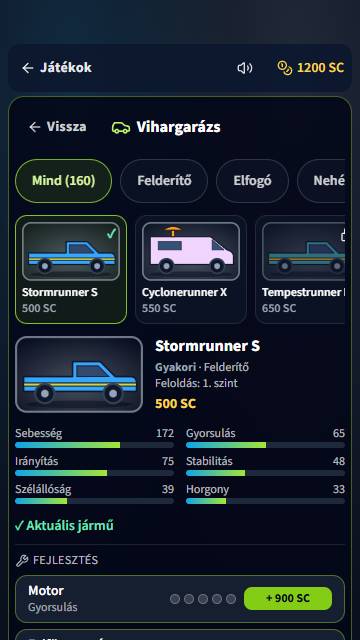 Játékok
1200 SC
Vissza
Vihargarázs
Mind (160)
Felderítő
Elfogó
Nehé
Stormrunner S
500 SC
Cyclonerunner X
550 SC
Tempestrunner
650 SC
Stormrunner S
Gyakori · Felderítő
Feloldás: 1. szint
500 SC
Sebesség 172
Gyorsulás 65
Irányítás 75
Stabilitás 48
Szélállóság 39
Horgony 33
✓ Aktuális jármű
FEJLESZTÉS
Motor
Gyorsulás
+ 900 SC